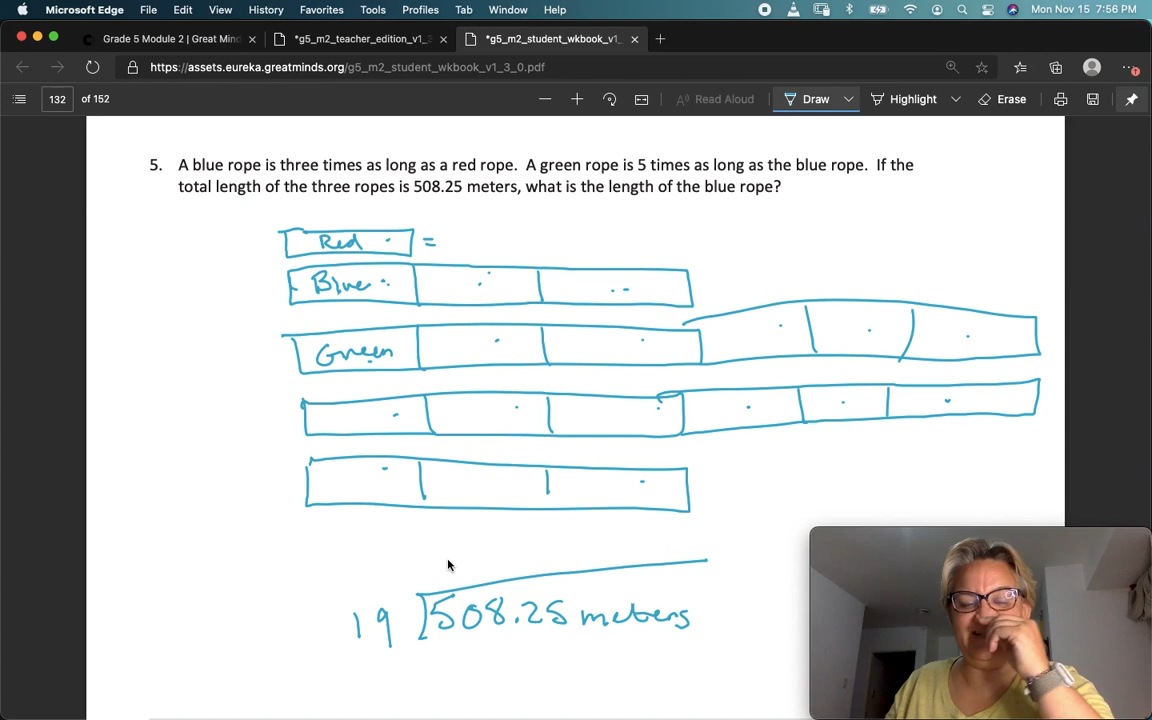 Microsoft Edge File Edit View History Favorites Tools Profiles Tab Window Help Mon Nov 15 7:56 PM
Grade 5 Module 2 | Great Mind × *g5_m2_teacher_edition_v1_3 × *g5_m2_student_wkbook_v1_ × +
https://assets.eureka.greatminds.org/g5_m2_student_wkbook_v1_3_0.pdf
132 of 152 Read Aloud Draw Highlight Erase
5. A blue rope is three times as long as a red rope. A green rope is 5 times as long as the blue rope. If the
total length of the three ropes is 508.25 meters, what is the length of the blue rope?
Red =
Blue
Green
19 508.25 meters